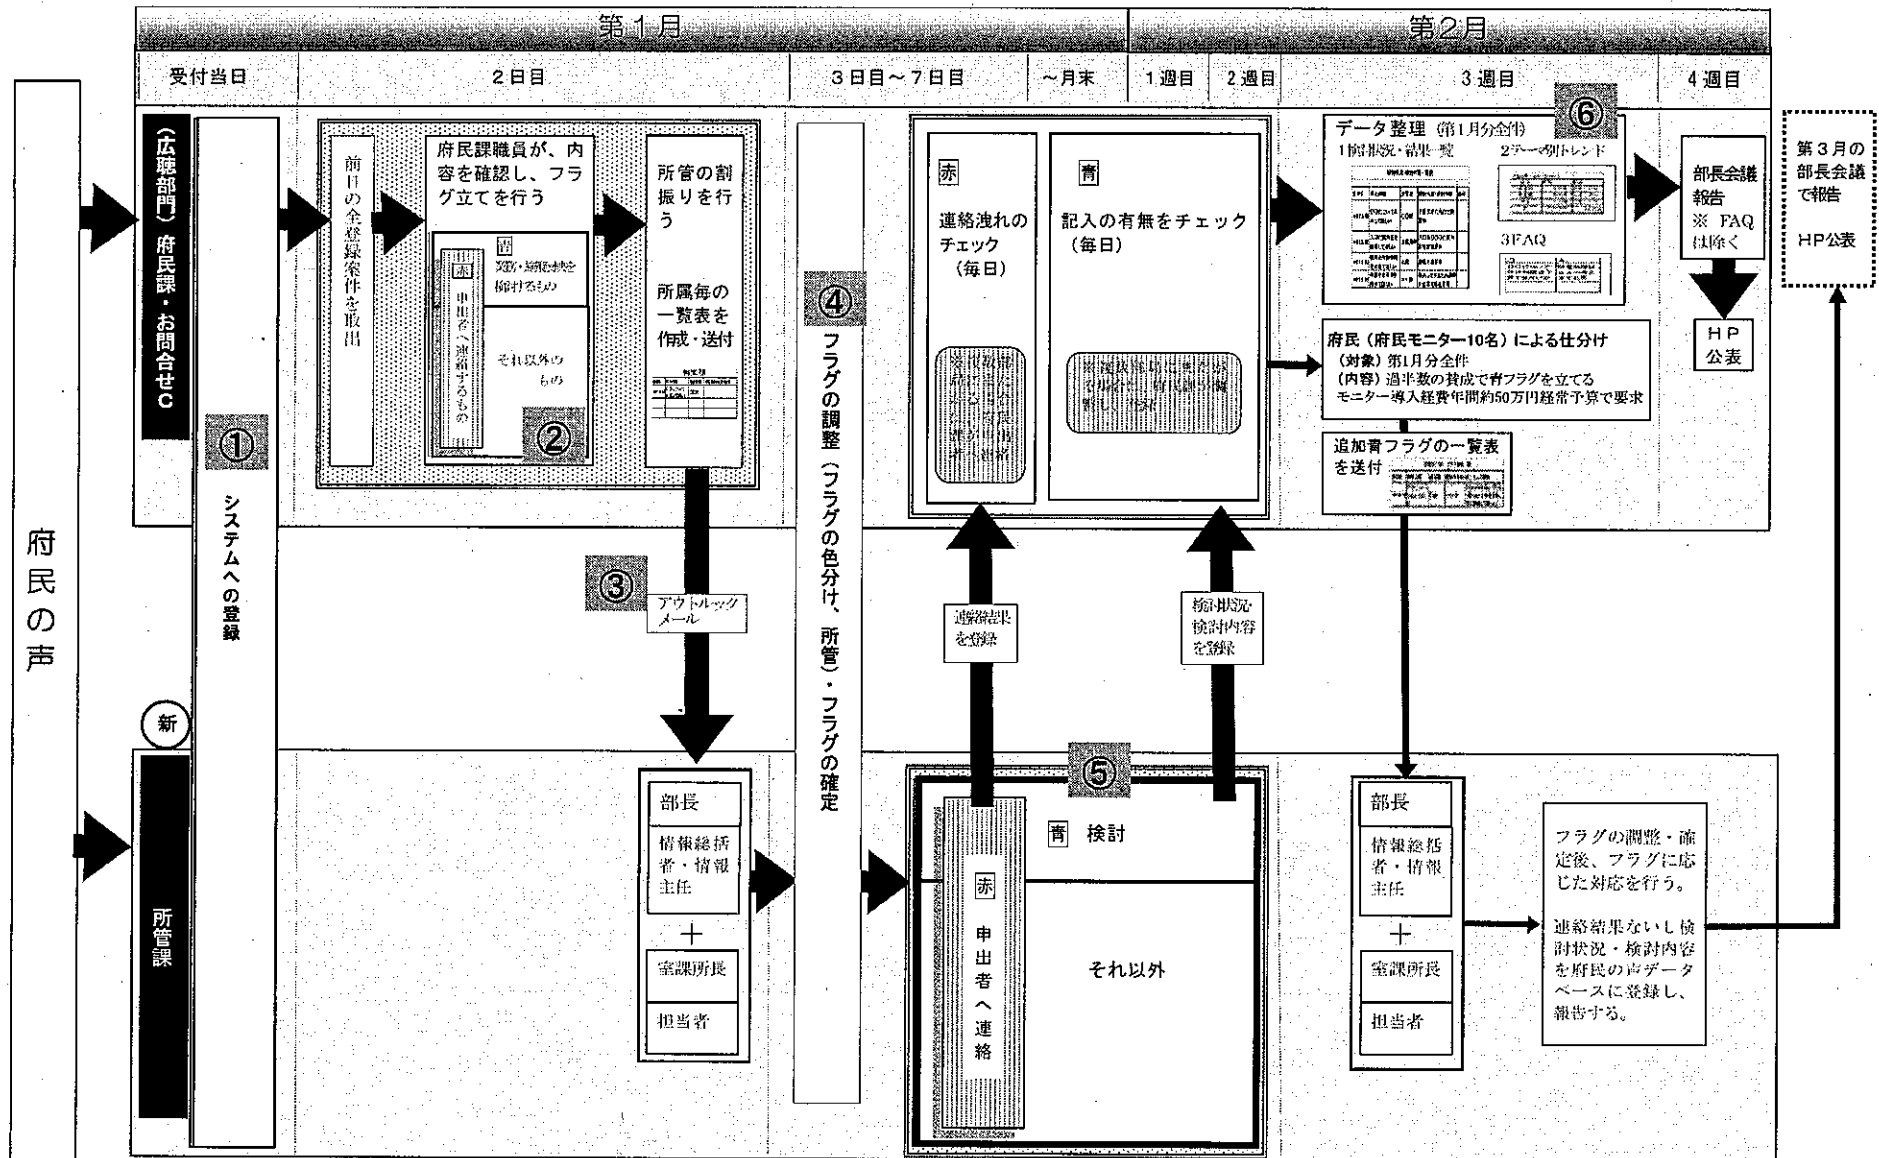 第1月
第2月
受付当日
2日目
3日目～7日目
～月末
1週目
2週目
3週目
4週目
府民の声
（広聴部門）府民課・お問合せC
①
システムへの登録
前日の全登録案件を取出
府民課職員が、内
容を確認し、フラ
グ立てを行う
青
検討するもの
赤
申出者へ連絡するもの
それ以外の
もの
②
所管の割
振りを行
う
所属毎の
一覧表を
作成・送付
③
アウトルック
メール
④
フラグの調整（フラグの色分け、所管）・フラグの確定
赤
連絡洩れの
チェック
（毎日）
青
記入の有無をチェック
（毎日）
連絡結果
を登録
検討状況・
検討内容
を登録
⑥
データ整理（第1月分全件）
1検討状況・結果一覧
2テーマ別トレンド
3FAQ
府民（府民モニター10名）による仕分け
（対象）第1月分全件
（内容）過半数の賛成で青フラグを立てる
モニター導入経費年間約50万円経常予算で要求
追加青フラグの一覧表
を送付
部長会議
報告
※ FAQ
は除く
HP
公表
第3月の
部長会議
で報告
HP公表
新
所管課
部長
情報総括
者・情報
主任
＋
室課所長
担当者
⑤
赤
申出者へ連絡
青 検討
それ以外
部長
情報総括
者・情報
主任
＋
室課所長
担当者
フラグの調整・確
定後、フラグに応
じた対応を行う。
連絡結果ないし検
討状況・検討内容
を府民の声データ
ベースに登録し、
報告する。